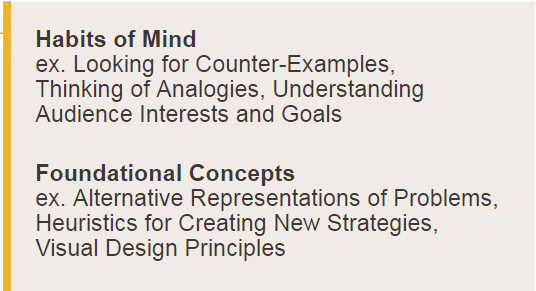 Habits of Mind
ex. Looking for Counter-Examples,
Thinking of Analogies, Understanding
Audience Interests and Goals
Foundational Concepts
ex. Alternative Representations of Problems,
Heuristics for Creating New Strategies,
Visual Design Principles